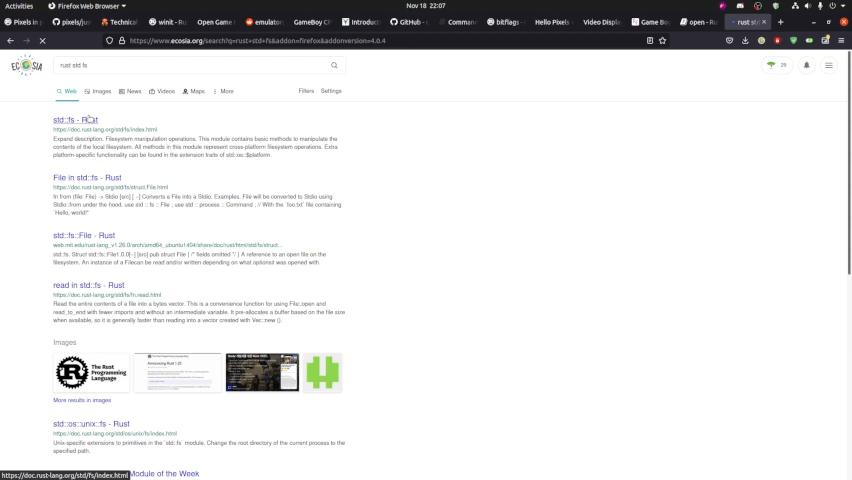 Activities
Firefox Web Browser
Nov 18 22:07
Pixels in p
pixels/jus
Technical
winit - R
Open Game
emulator
GameBoy C
Introduct
GitHub -
Comman
bitflags -
Hello Pixels
Video Displa
Game Bo
open - Ru
rust std
https://www.ecosia.org/search?q=rust+std+fs&addon=firefox&addonversion=4.0.4
ECOSIA
rust std fs
29
Web
Images
News
Videos
Maps
More
Filters
Settings
std::fs - Rust
https://doc.rust-lang.org/std/fs/index.html
Expand description. Filesystem manipulation operations. This module contains basic methods to manipulate the
contents of the local filesystem. All methods in this module represent cross-platform filesystem operations. Extra
platform-specific functionality can be found in the extension traits of std::os::$platform.
File in std::fs - Rust
https://doc.rust-lang.org/std/fs/struct.File.html
In from (file: File) -> Stdio [src] [-] Converts a File into a Stdio. Examples. File will be converted to Stdio using
Stdio::from under the hood. use std :: fs :: File ; use std :: process :: Command ; // With the `foo.txt` file containing
"Hello, world!"
std::fs::File - Rust
web.mit.edu/rust-lang_v1.26.0/arch/amd64_ubuntu1404/share/doc/rust/html/std/fs/struct...
std. fs. Struct std::fs::File1.0.0[-] [src] pub struct File { /* fields omitted */ } A reference to an open file on the
filesystem. An instance of a Filecan be read and/or written depending on what optionsit was opened with.
read in std::fs - Rust
https://doc.rust-lang.org/std/fs/fn.read.html
Read the entire contents of a file into a bytes vector. This is a convenience function for using File::open and
read_to_end with fewer imports and without an intermediate variable. It pre-allocates a buffer based on the file size
when available, so it is generally faster than reading into a vector created with Vec::new ().
Images
The Rust
Programming
Language
Announcing Rust 1.20
More results in images
std::os::unix::fs - Rust
https://doc.rust-lang.org/std/os/unix/fs/index.html
Unix-specific extensions to primitives in the `std::fs` module. Change the root directory of the current process to the
specified path.
https://doc.rust-lang.org/std/fs/index.html
Module of the Week